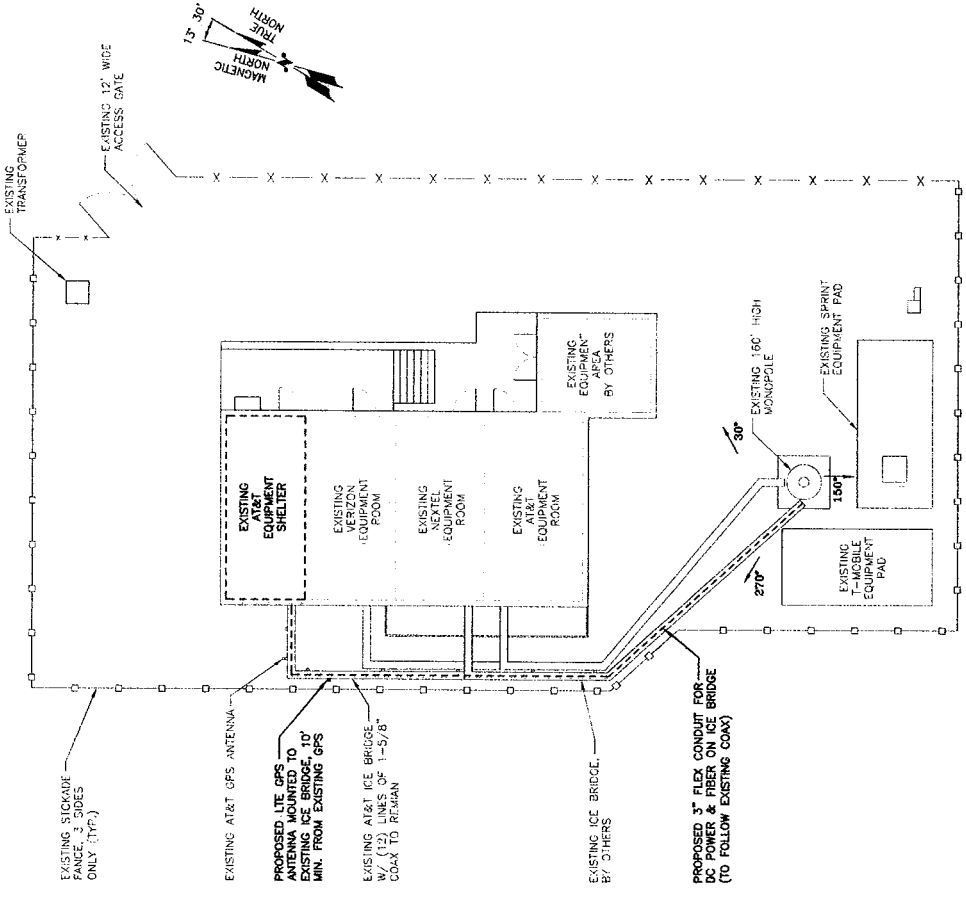 13° 30'
MAGNETIC
NORTH
TRUE
NORTH
EXISTING
TRANSFORMER
EXISTING 12' WIDE
ACCESS GATE
EXISTING STCKADE
FANCE, 3 SIDES
ONLY (TYP.)
EXISTING AT&T GPS ANTENNA
PROPOSED LTE GPS
ANTENNA MOUNTED TO
EXISTING ICE BRIDGE, 10'
MIN. FROM EXISTING GPS
EXISTING AT&T ICE BRIDGE
W/ (12) LINES OF 1-5/8"
COAX TO REMIAN
EXISTING ICE BRIDGE,
BY OTHERS
PROPOSED 3" FLEX CONDUIT FOR
DC POWER & FIBER ON ICE BRIDGE
(TO FOLLOW EXISTING COAX)
EXISTING
AT&T
EQUIPMENT
SHELTER
EXISTING
VERIZON
EQUIPMENT
ROOM
EXISTING
NEXTEL
EQUIPMENT
ROOM
EXISTING
AT&T
EQUIPMENT
ROOM
EXISTING
EQUIPMENT
AREA
BY OTHERS
EXISTING 160' HIGH
MONOPOLE
EXISTING SPRINT
EQUIPMENT PAD
30°
150°
270°
EXISTING
T-MOBILE
EQUIPMENT
PAD